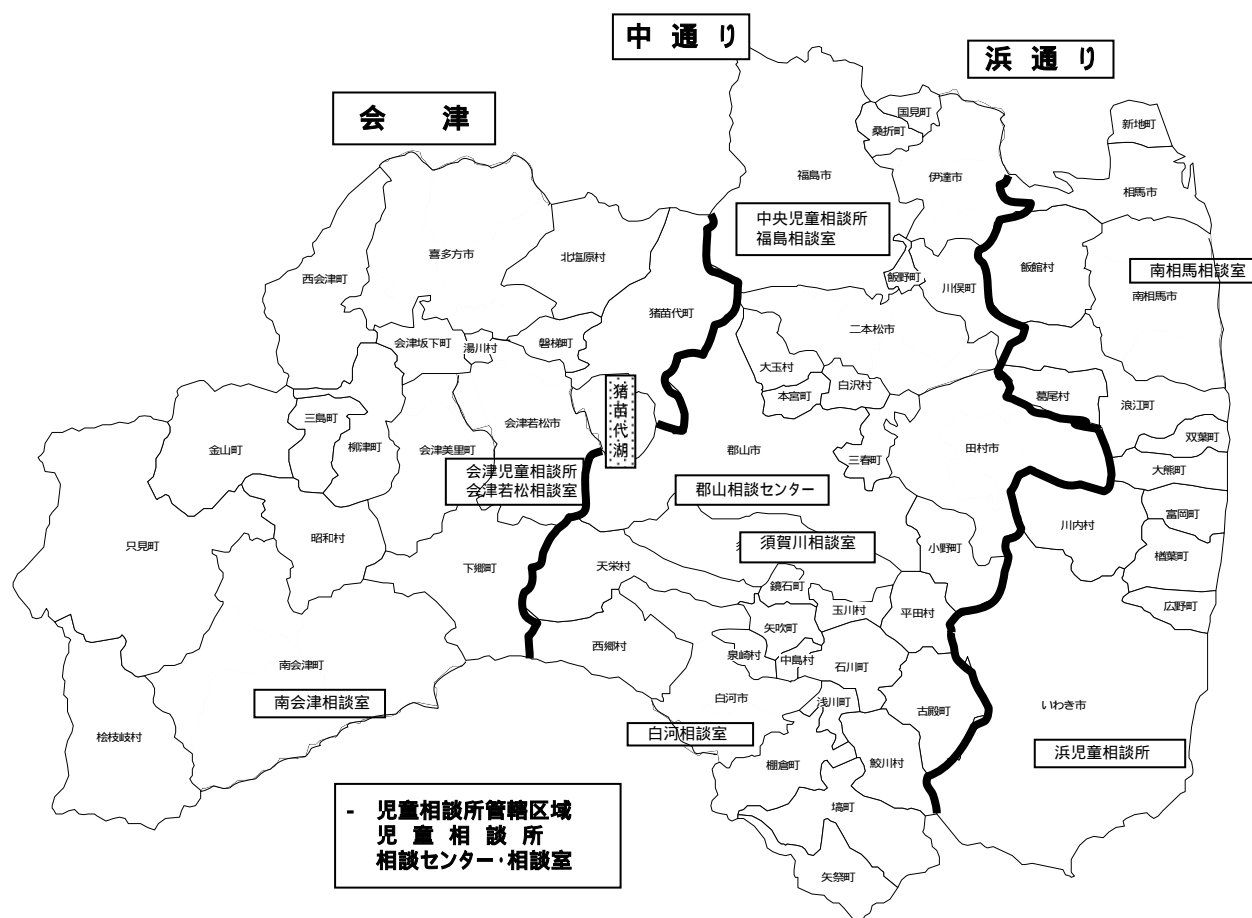 中通り
浜通り
会津
国見町
桑折町
新地町
福島市
伊達市
相馬市
中央児童相談所
福島相談室
喜多方市
北塩原村
西会津町
飯野町
川俣町
飯館村
南相馬相談室
南相馬市
猪苗代町
二本松市
会津坂下町
湯川村
磐梯町
大玉村
白沢村
本宮町
葛尾村
浪江町
猪苗代湖
三島町
金山町
柳津町
会津美里町
会津若松市
郡山市
三春町
田村市
双葉町
大熊町
会津児童相談所
会津若松相談室
郡山相談センター
富岡町
川内村
只見町
昭和村
下郷町
天栄村
須賀川相談室
小野町
楢葉町
鏡石町
玉川村
平田村
広野町
矢吹町
西郷村
泉崎村
中島村
石川町
南会津町
南会津相談室
白河市
浅川町
古殿町
いわき市
白河相談室
浜児童相談所
桧枝岐村
棚倉町
鮫川村
塙町
矢祭町
- 児童相談所管轄区域
児童相談所
相談センター・相談室